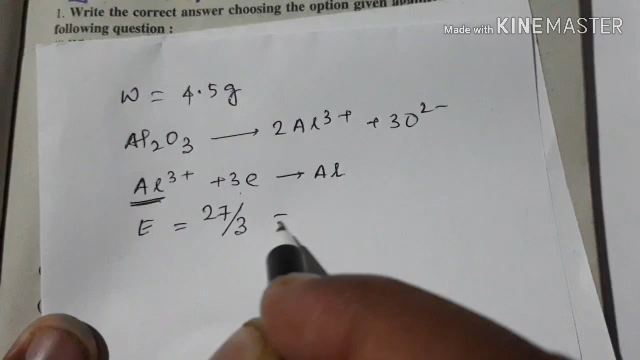 1. Write the correct answer choosing the option given
following question :
Made with KINEMASTER
W = 4.5g
Al2O3 → 2Al3+ + 3O2-
Al3+ + 3e → Al
E = 27/3 =